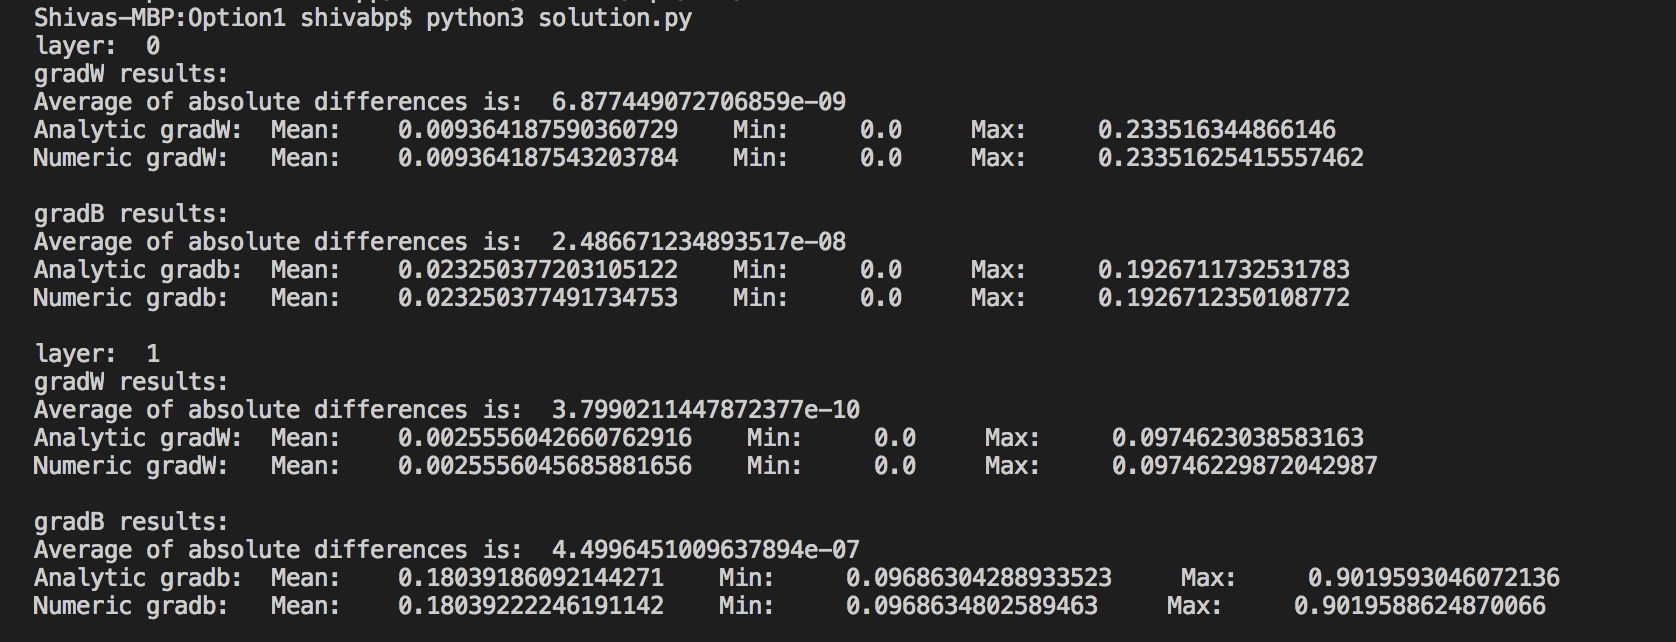 Shivas-MBP:Option1 shivabp$ python3 solution.py
layer:  0
gradW results:
Average of absolute differences is:  6.877449072706859e-09
Analytic gradW:  Mean:    0.009364187590360729    Min:     0.0     Max:     0.233516344866146
Numeric gradW:   Mean:    0.009364187543203784    Min:     0.0     Max:     0.23351625415557462
gradB results:
Average of absolute differences is:  2.486671234893517e-08
Analytic gradb:  Mean:    0.023250377203105122    Min:     0.0     Max:     0.1926711732531783
Numeric gradb:   Mean:    0.023250377491734753    Min:     0.0     Max:     0.1926712350108772
layer:  1
gradW results:
Average of absolute differences is:  3.7990211447872377e-10
Analytic gradW:  Mean:    0.0025556042660762916    Min:     0.0     Max:     0.0974623038583163
Numeric gradW:   Mean:    0.0025556045685881656    Min:     0.0     Max:     0.09746229872042987
gradB results:
Average of absolute differences is:  4.4996451009637894e-07
Analytic gradb:  Mean:    0.18039186092144271    Min:     0.09686304288933523     Max:     0.9019593046072136
Numeric gradb:   Mean:    0.18039222246191142    Min:     0.0968634802589463     Max:     0.9019588624870066